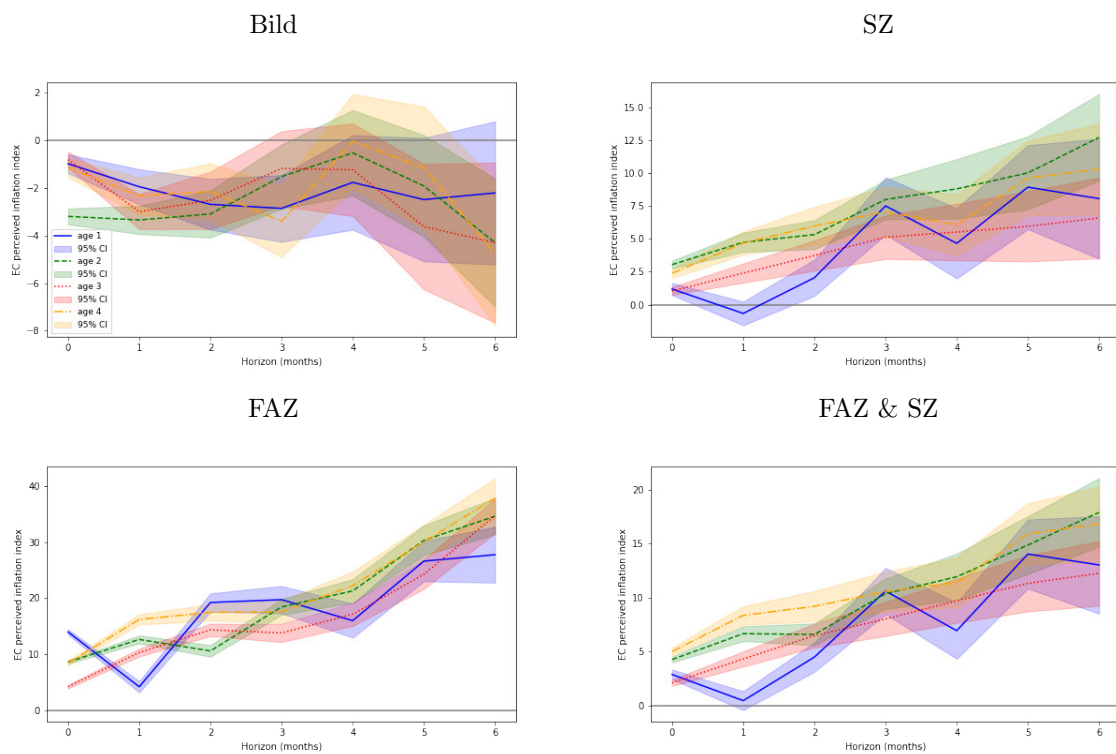 Bild
SZ
EC perceived inflation index
2
0
−2
−4
−6
−8
age 1
95% CI
age 2
95% CI
age 3
95% CI
age 4
95% CI
0 1 2 3 4 5 6
Horizon (months)
EC perceived inflation index
15.0
12.5
10.0
7.5
5.0
2.5
0.0
0 1 2 3 4 5 6
Horizon (months)
FAZ
FAZ & SZ
EC perceived inflation index
40
30
20
10
0
0 1 2 3 4 5 6
Horizon (months)
EC perceived inflation index
20
15
10
5
0
0 1 2 3 4 5 6
Horizon (months)